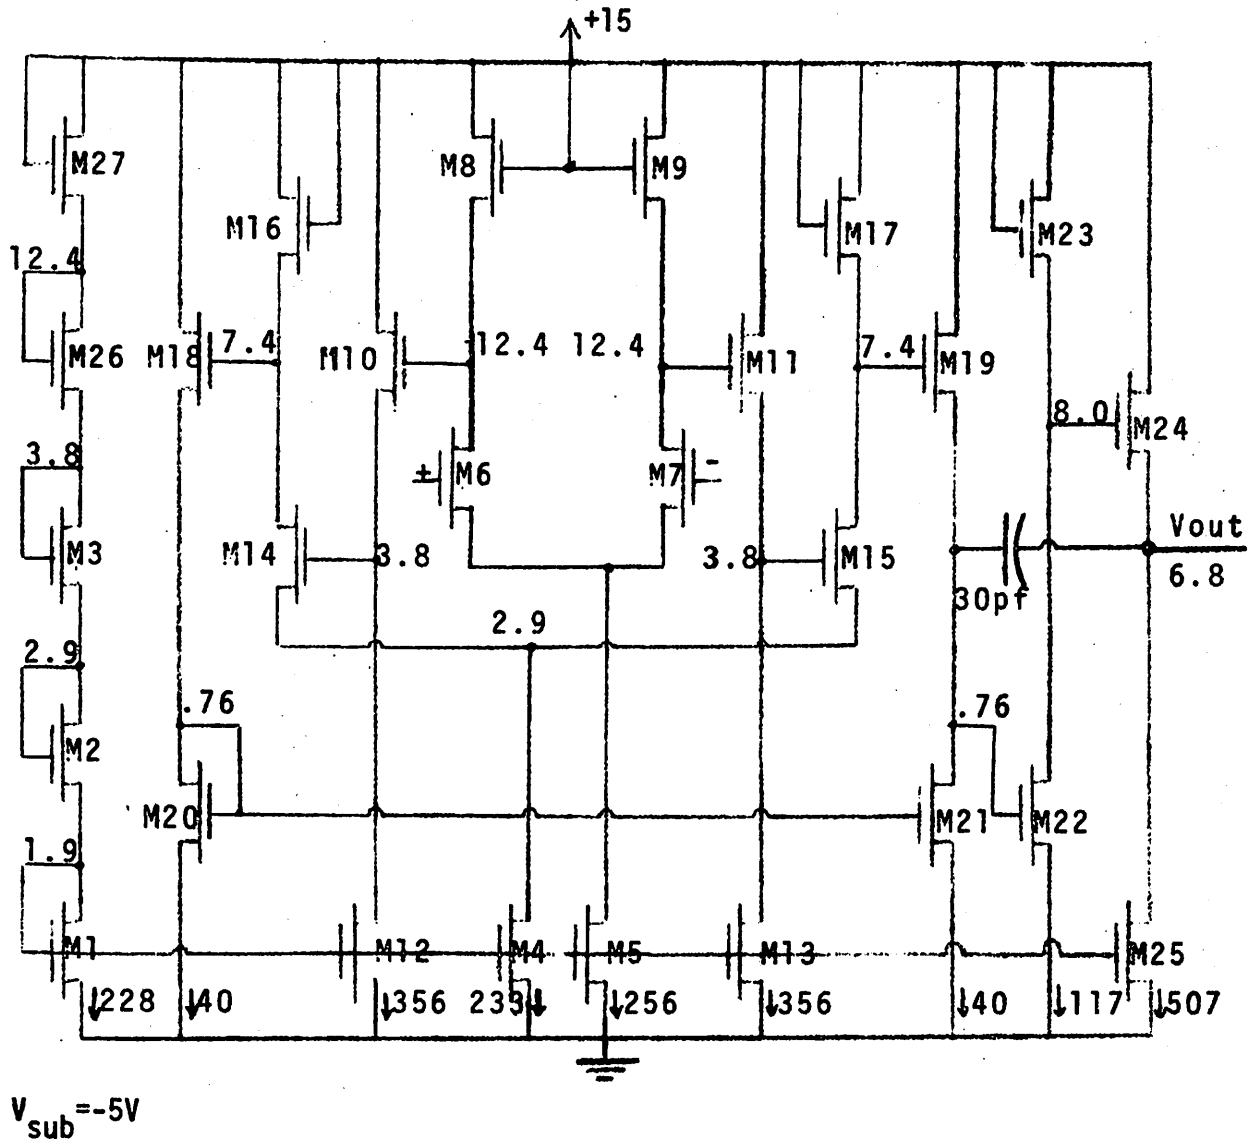 +15
M27
M8
M9
M16
M17
M23
12.4
M26
M18
7.4
M10
12.4
12.4
M11
7.4
M19
8.0
M24
3.8
+
M6
M7
-
M3
M14
3.8
3.8
M15
Vout
6.8
30pf
2.9
2.9
.76
.76
M2
M20
M21
M22
1.9
M1
M12
M4
M5
M13
M25
↓228
↓40
↓356
233↓
↓256
↓356
↓40
↓117
↓507
Vsub=-5V